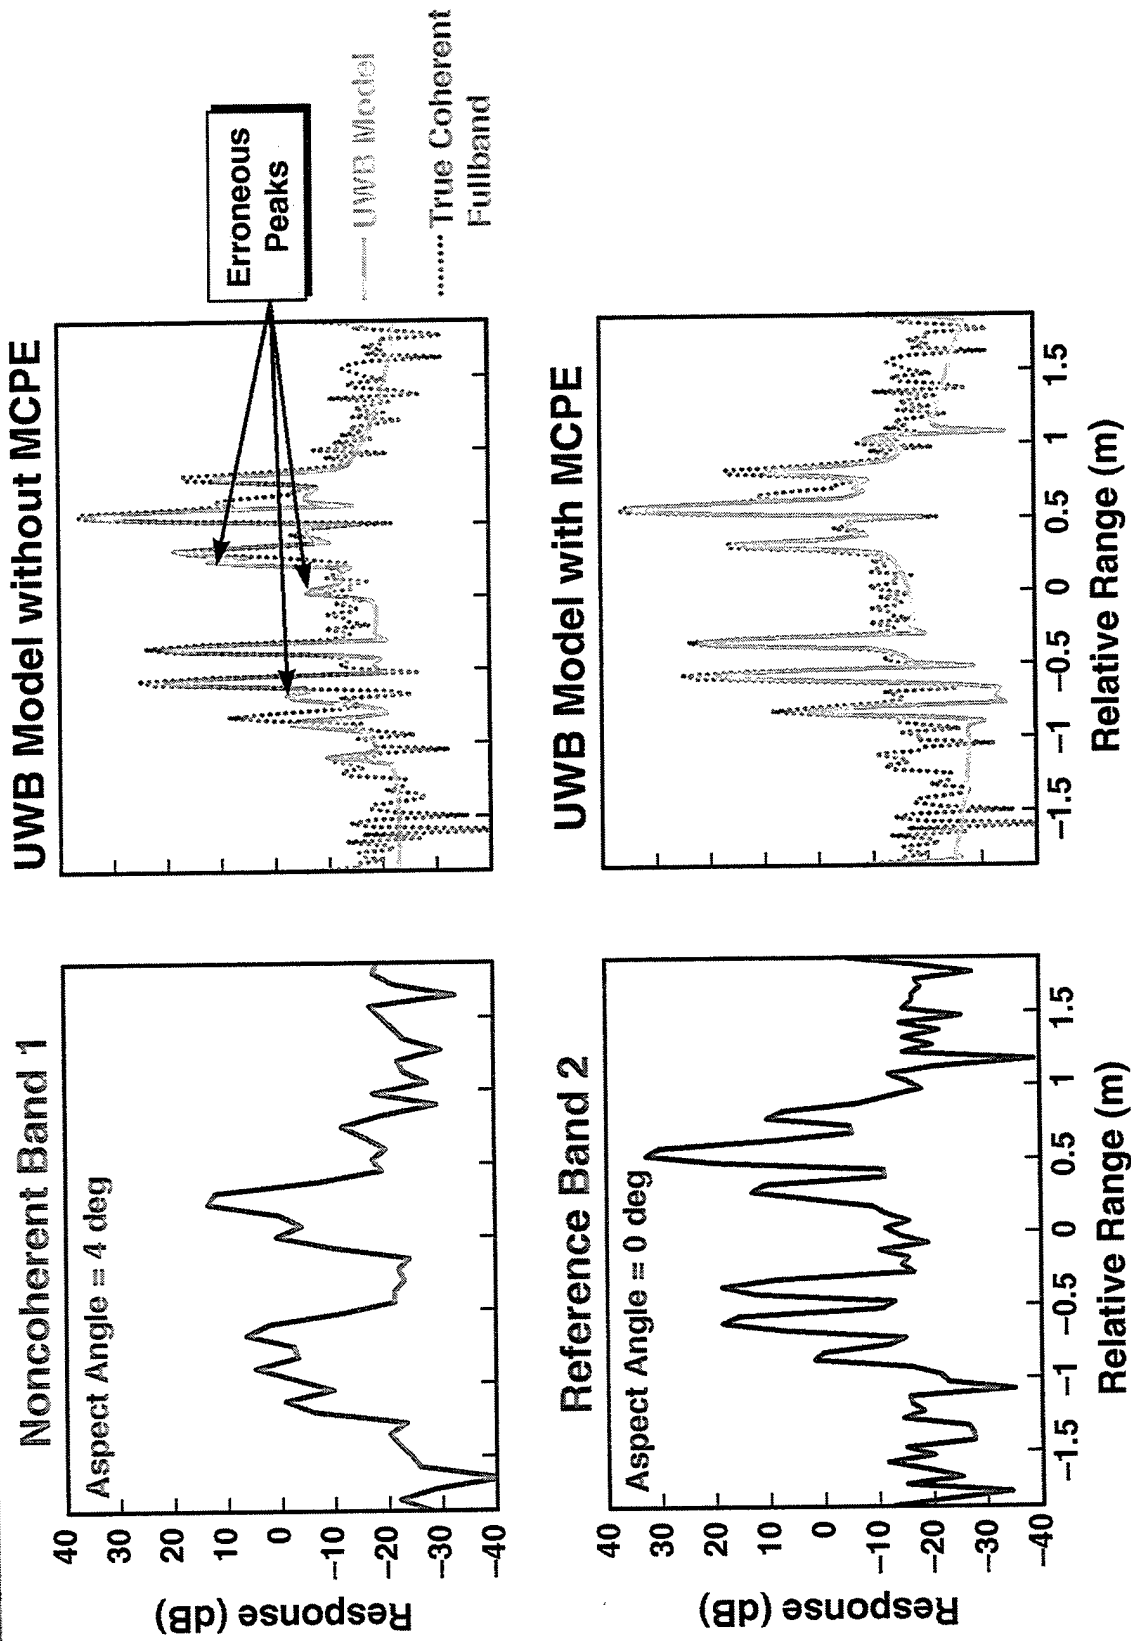 Noncoherent Band 1
Aspect Angle = 4 deg
Response (dB)
40
30
20
10
0
−10
−20
−30
−40
UWB Model without MCPE
Erroneous
Peaks
UWB Model
True Coherent
Fullband
Reference Band 2
Aspect Angle = 0 deg
Response (dB)
40
30
20
10
0
−10
−20
−30
−40
−1.5
−1
−0.5
0
0.5
1
1.5
Relative Range (m)
UWB Model with MCPE
−1.5
−1
−0.5
0
0.5
1
1.5
Relative Range (m)